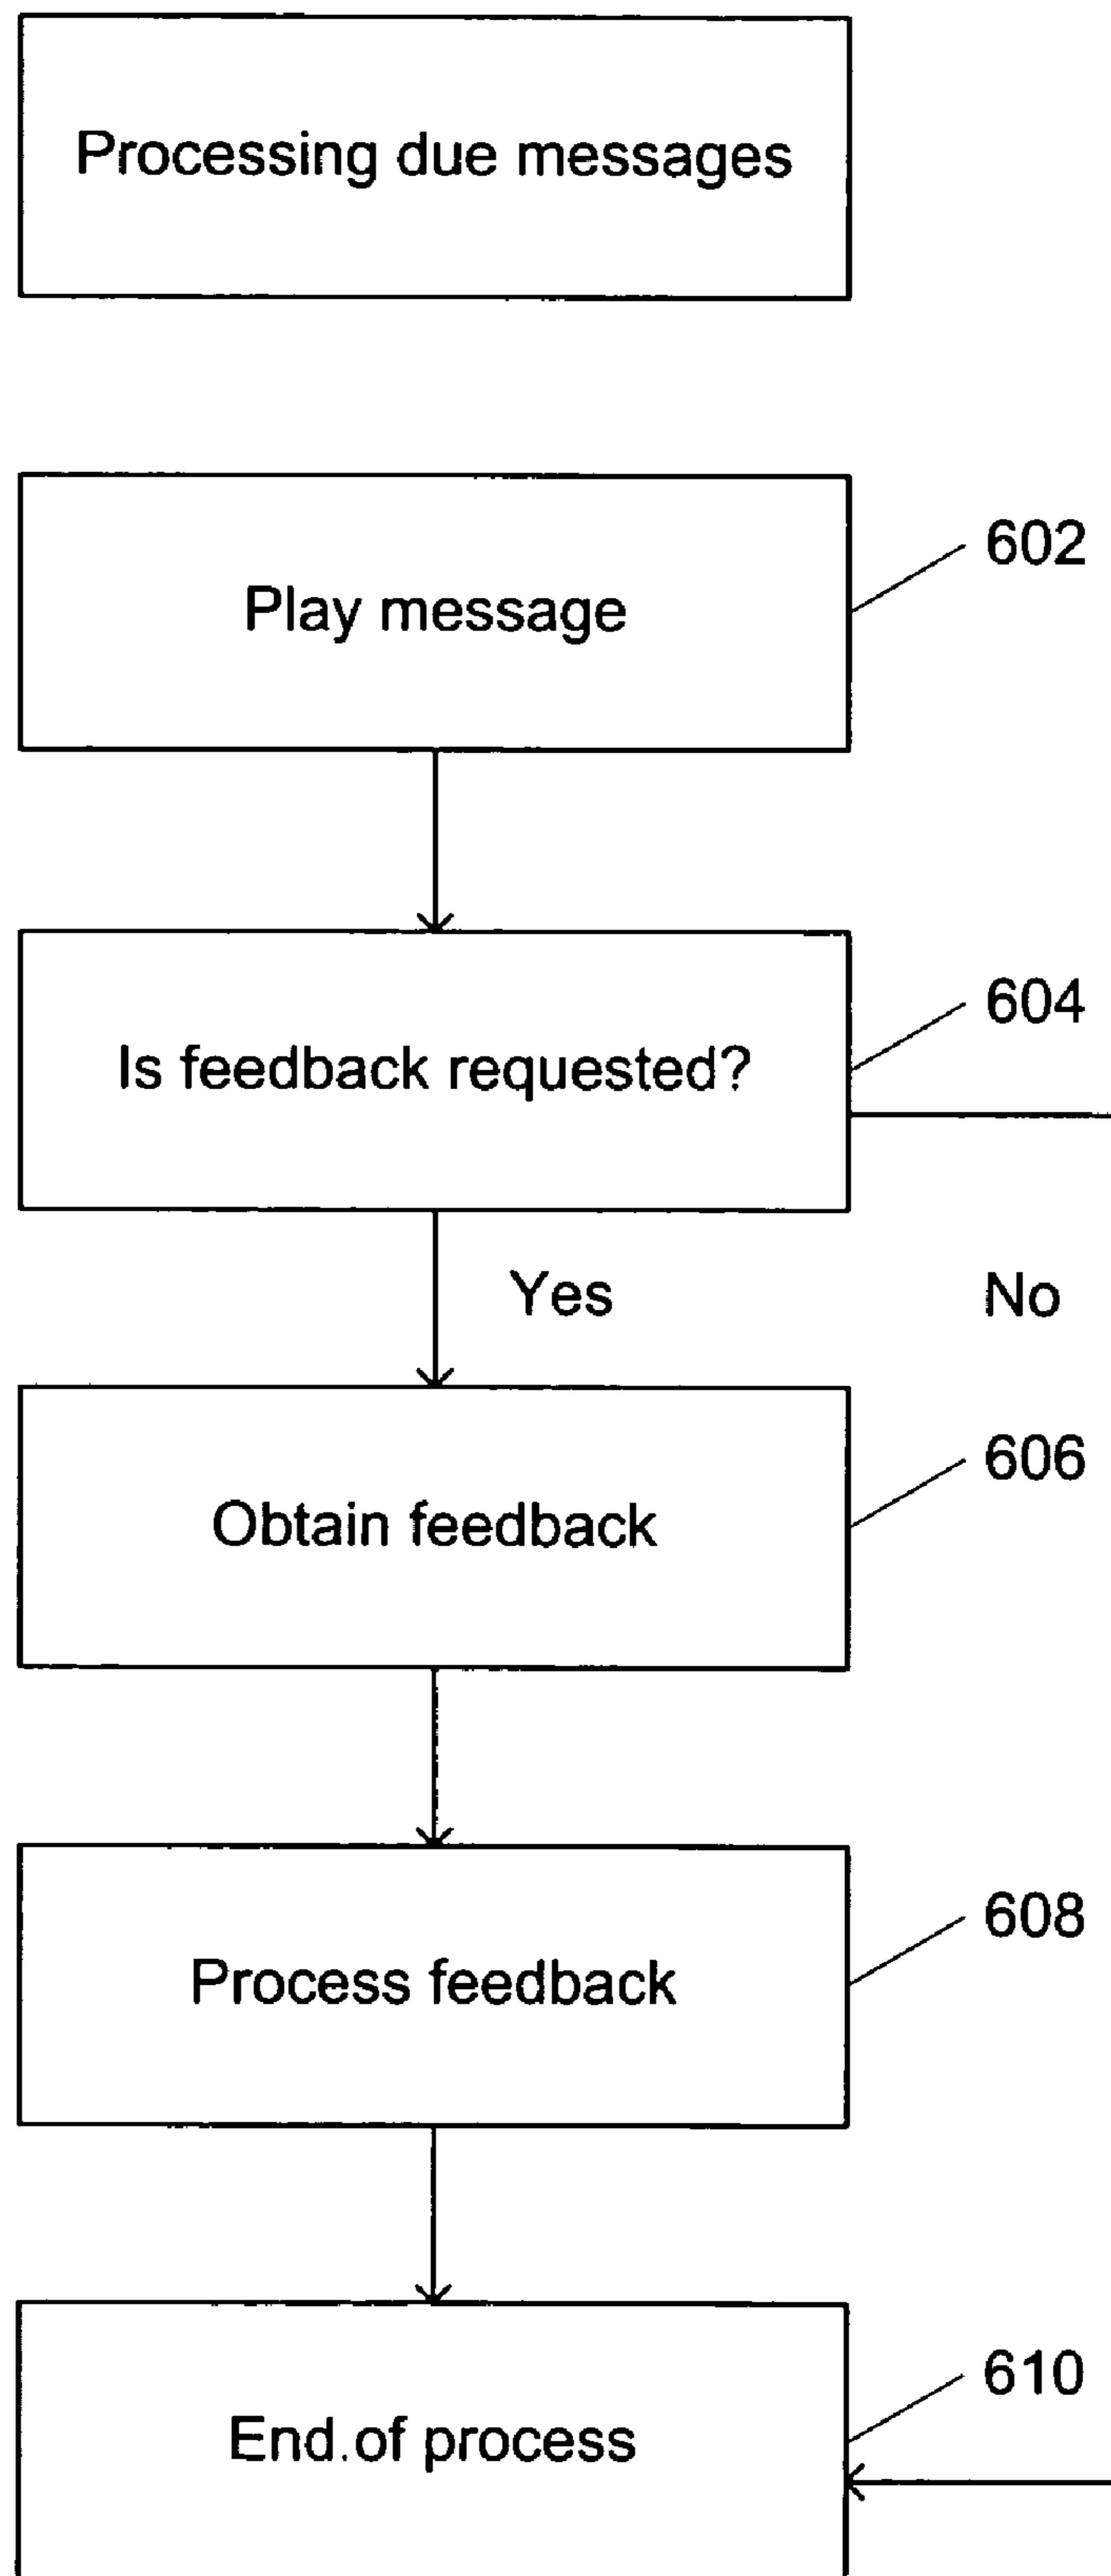 Processing due messages
Play message
602
Is feedback requested?
604
Yes
No
Obtain feedback
606
Process feedback
608
End.of process
610